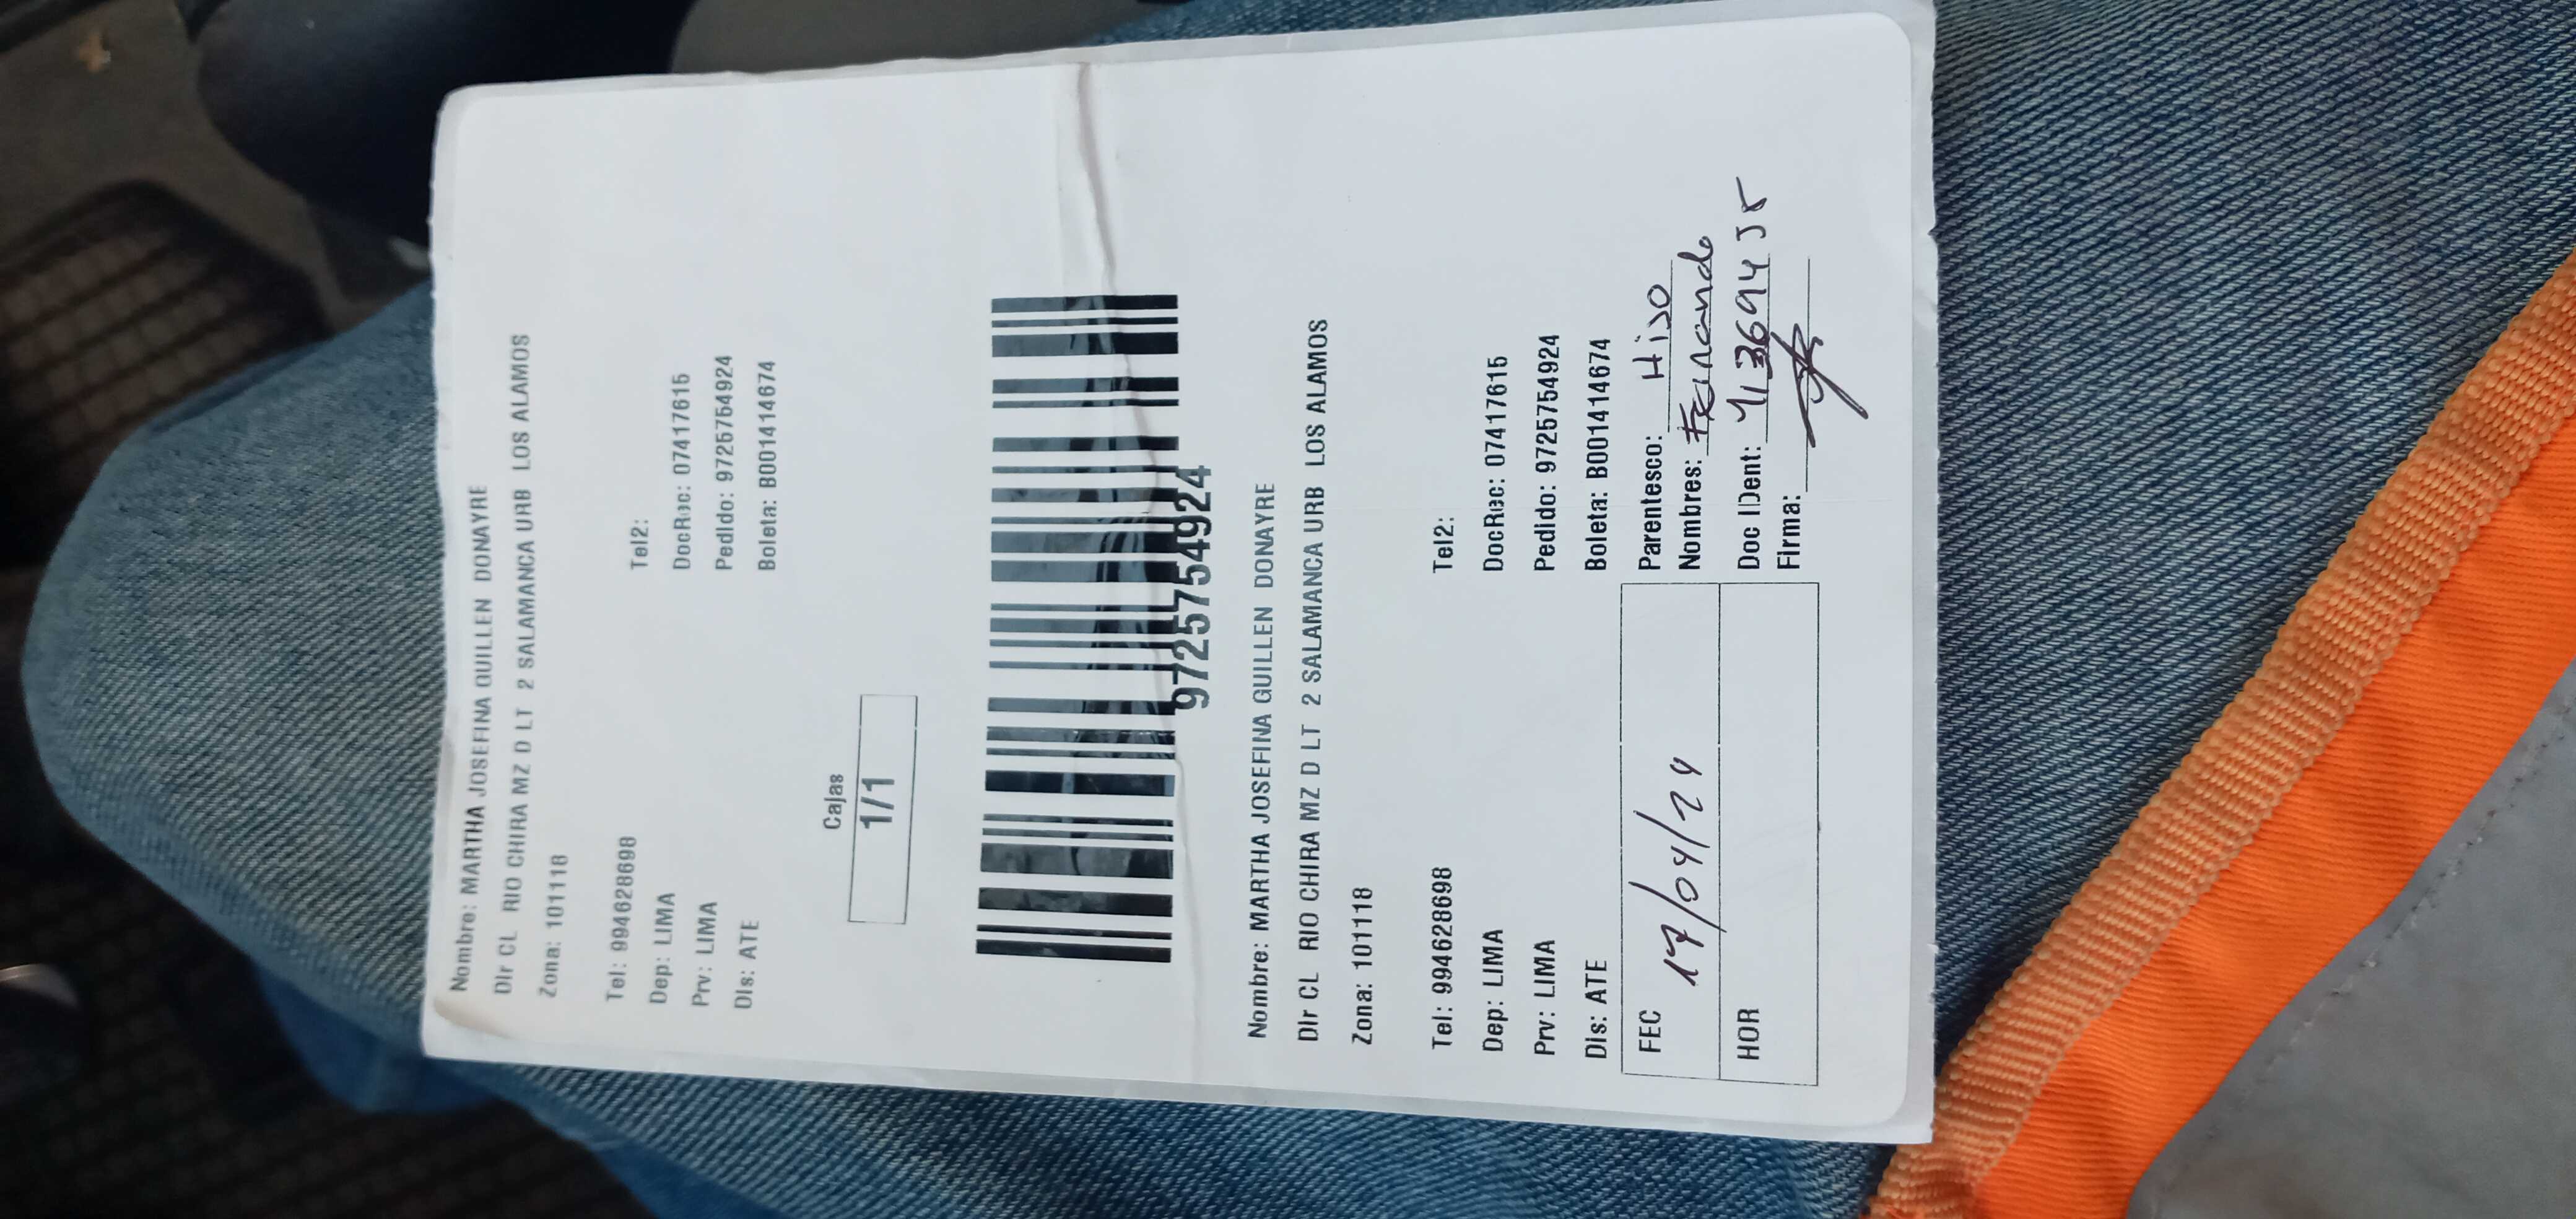 Nombre: MARTHA JOSEFINA GUILLEN DONAYRE
Dir CL RIO CHIRA MZ D LT 2 SALAMANCA URB LOS ALAMOS
Zona: 101118
Tel: 994628698 Tel2:
Dep: LIMA DocRec: 07417615
Prv: LIMA Pedido: 9725754924
Dis: ATE Boleta: B001414674
Cajas
1/1
9725754924
Nombre: MARTHA JOSEFINA GUILLEN DONAYRE
Dir CL RIO CHIRA MZ D LT 2 SALAMANCA URB LOS ALAMOS
Zona: 101118
Tel: 994628698 Tel2:
Dep: LIMA DocRec: 07417615
Prv: LIMA Pedido: 9725754924
Dis: ATE Boleta: B001414674
FEC 17/04/24 Parentesco: Hijo
Nombres: Fernando
HOR Doc IDent:
Firma: